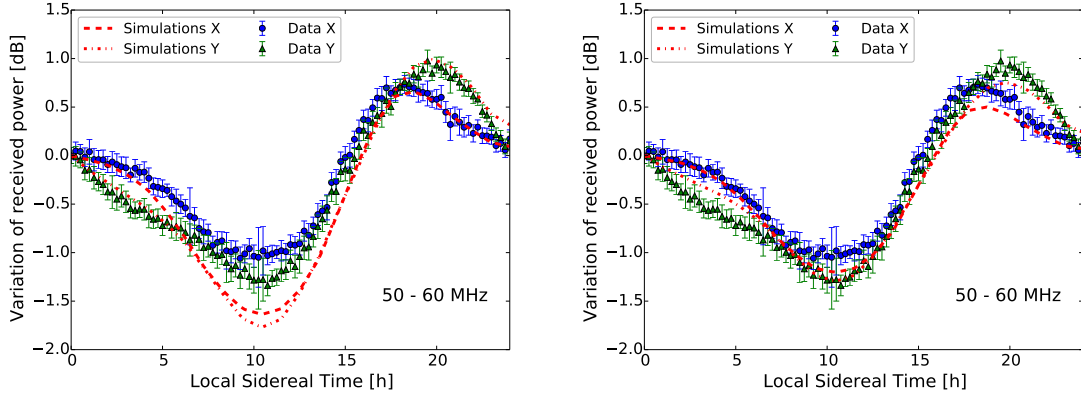 Variation of received power [dB]
1.5
1.0
0.5
0.0
−0.5
−1.0
−1.5
−2.0
Simulations X
Simulations Y
Data X
Data Y
50 - 60 MHz
0 5 10 15 20
Local Sidereal Time [h]
Variation of received power [dB]
1.5
1.0
0.5
0.0
−0.5
−1.0
−1.5
−2.0
Simulations X
Simulations Y
Data X
Data Y
50 - 60 MHz
0 5 10 15 20
Local Sidereal Time [h]